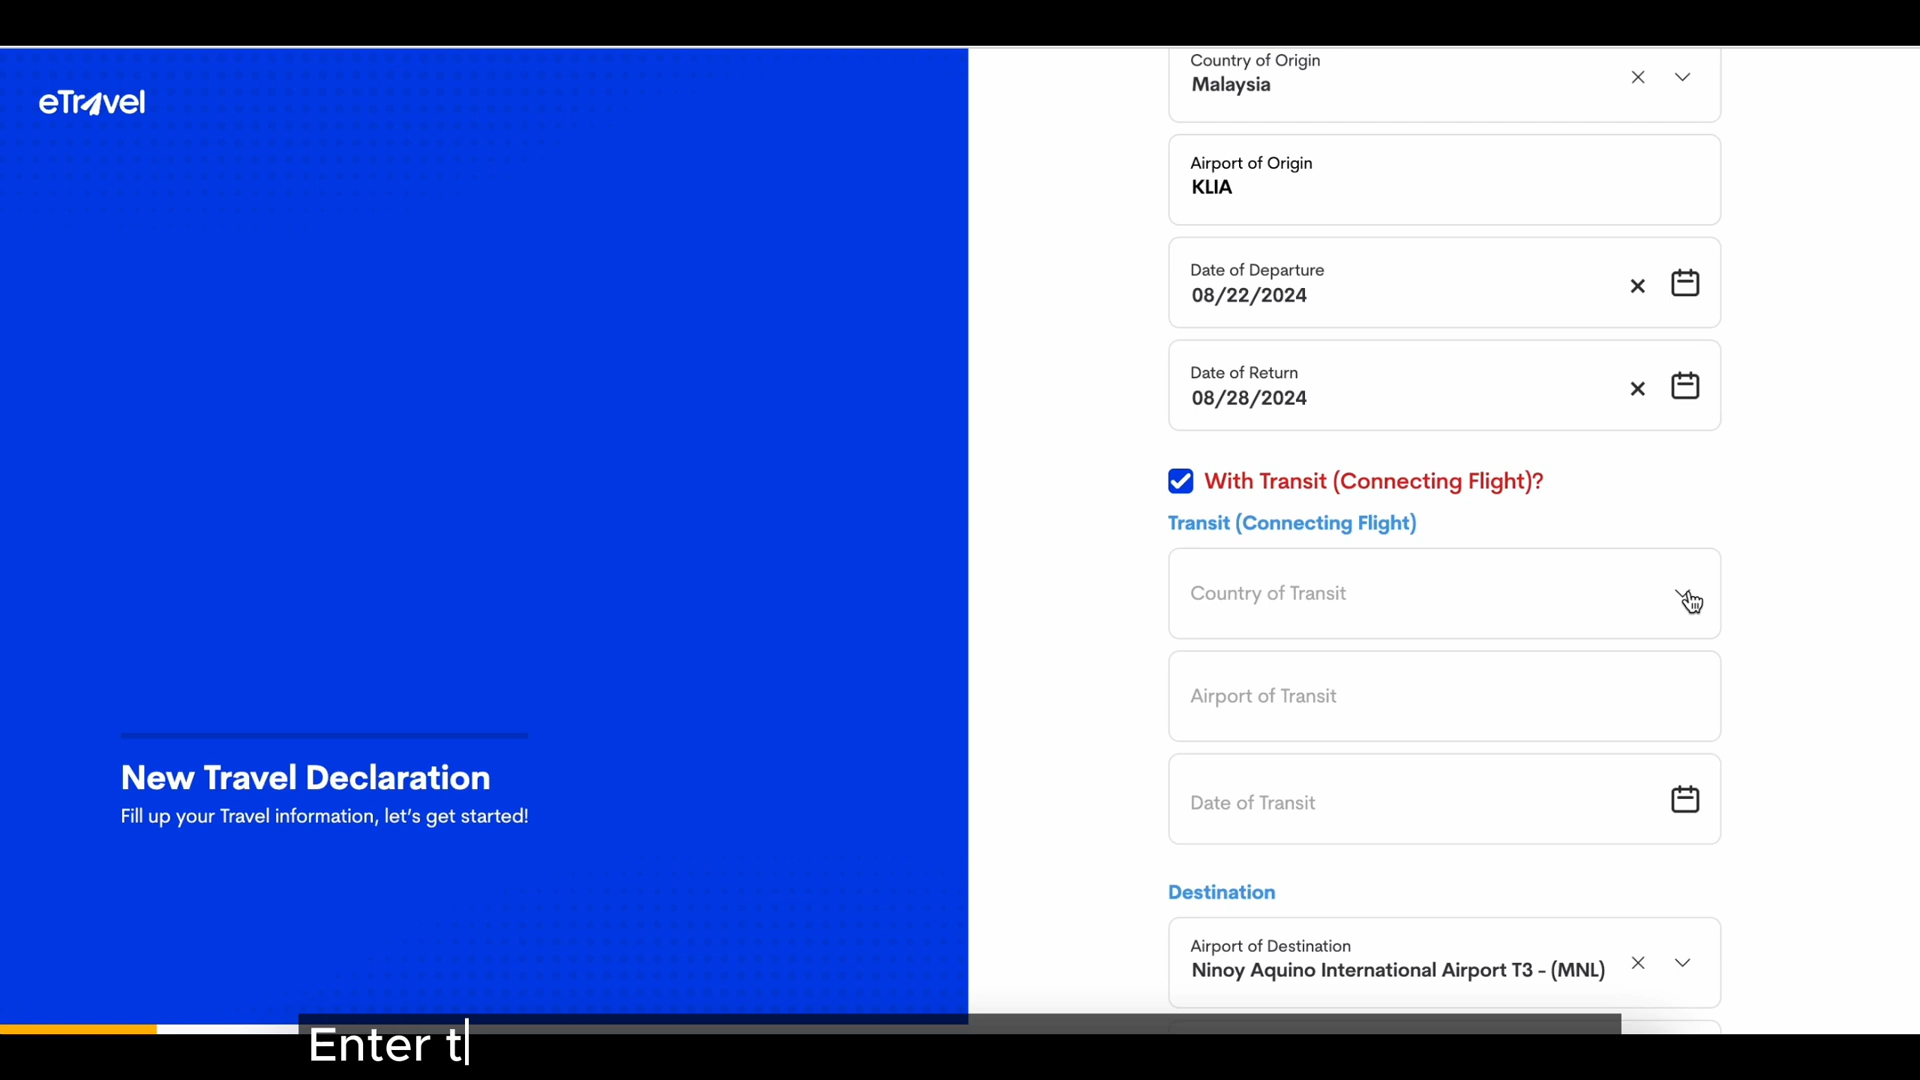 eTravel
New Travel Declaration
Fill up your Travel information, let's get started!
Country of Origin
Malaysia
Airport of Origin
KLIA
Date of Departure
08/22/2024
Date of Return
08/28/2024
With Transit (Connecting Flight)?
Transit (Connecting Flight)
Country of Transit
Airport of Transit
Date of Transit
Destination
Airport of Destination
Ninoy Aquino International Airport T3 - (MNL)
Enter t